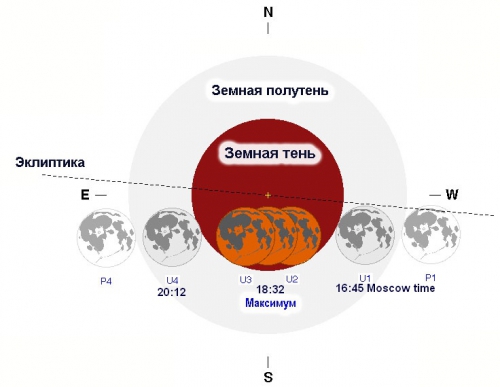 N
Земная полутень
Земная тень
Эклиптика
E
W
P4
U4
U3
U2
U1
P1
20:12
18:32
16:45 Moscow time
Максимум
S